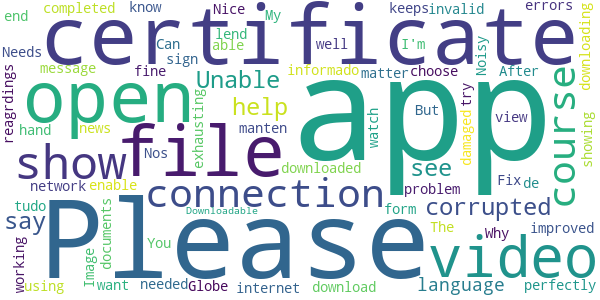 end completed know Nice My keeps invalid errors
Needs certificate
Can sign lend able well I'm The
message Unable informado Noisy downloading
reagrdings open fine help matter choose After try course
hand news exhausting app But view showing
manten watch damaged
Nos file see
show downloaded Fix de
network enable connection problem
tudo documents Downloadable form corrupted
say You The Why improved
working Image Please video
want needed Globe language
using download internet perfectly